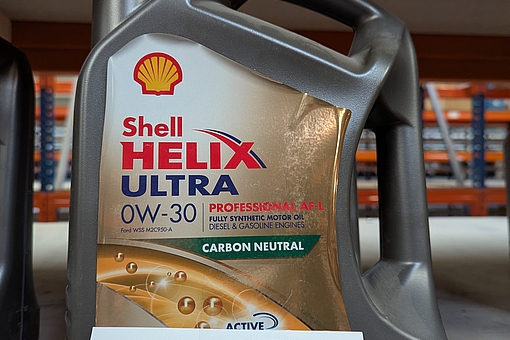 Shell
HELIX
ULTRA
0W-30
PROFESSIONAL AF-L
FULLY SYNTHETIC MOTOR OIL
DIESEL & GASOLINE ENGINES
Ford WSS M2C950-A
CARBON NEUTRAL
ACTIVE